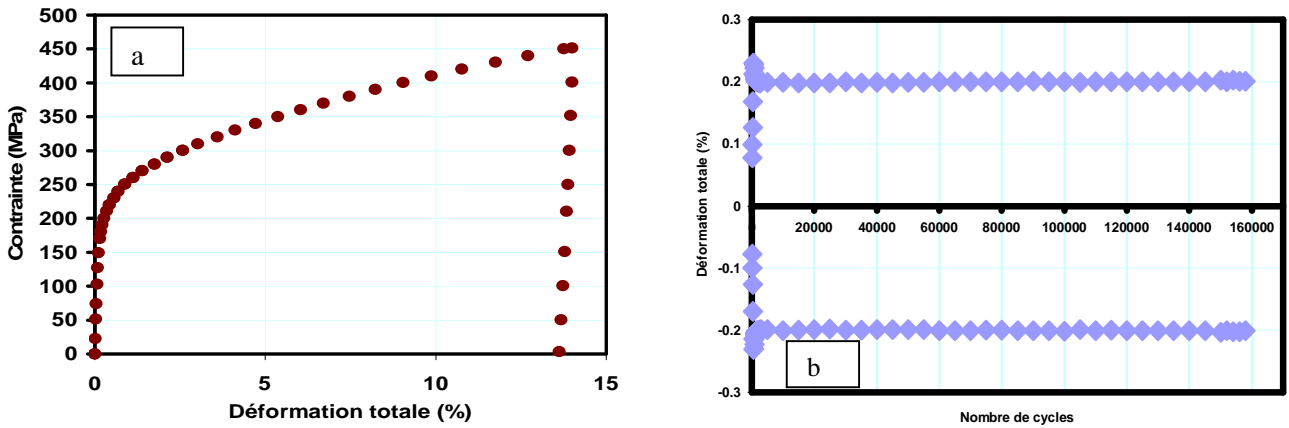 a
500
450
400
350
300
250
200
150
100
50
0
0 5 10 15
Contrainte (MPa)
Déformation totale (%)
b
0.3
0.2
0.1
0
-0.1
-0.2
-0.3
20000 40000 60000 80000 100000 120000 140000 160000
Déformation totale (%)
Nombre de cycles